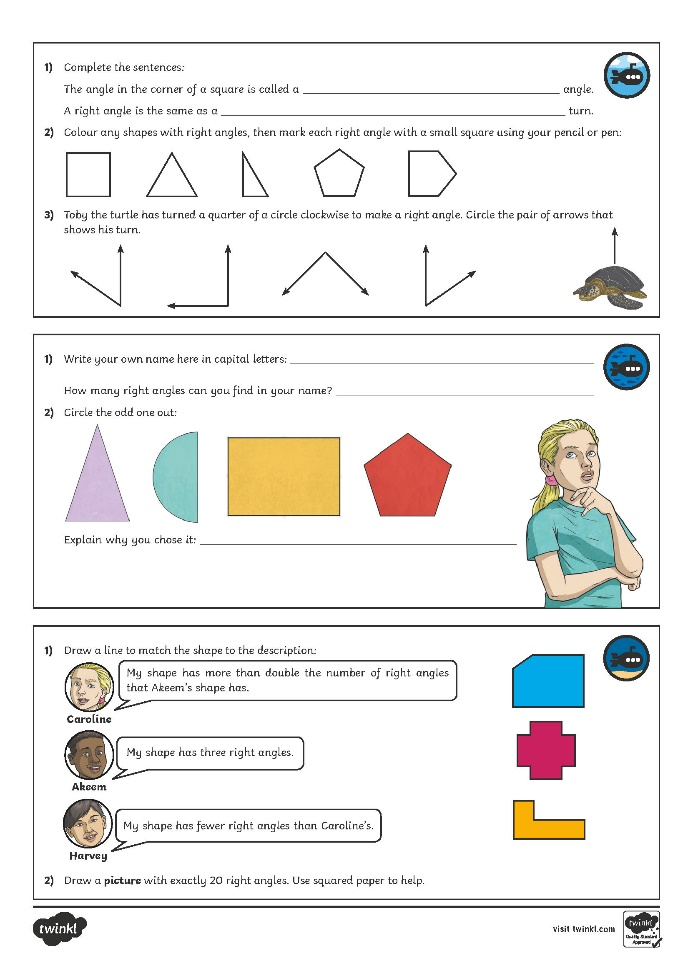 1) Complete the sentences:
The angle in the corner of a square is called a ______ angle.
A right angle is the same as a ______ turn.
2) Colour any shapes with right angles, then mark each right angle with a small square using your pencil or pen:
3) Toby the turtle has turned a quarter of a circle clockwise to make a right angle. Circle the pair of arrows that
shows his turn.
1) Write your own name here in capital letters: ______
How many right angles can you find in your name? ______
2) Circle the odd one out:
Explain why you chose it: ______
1) Draw a line to match the shape to the description:
My shape has more than double the number of right angles
that Akeem's shape has.
Caroline
My shape has three right angles.
Akeem
My shape has fewer right angles than Caroline's.
Harvey
2) Draw a picture with exactly 20 right angles. Use squared paper to help.
twinkl
visit twinkl.com
twinkl
Quality Standard
Approved